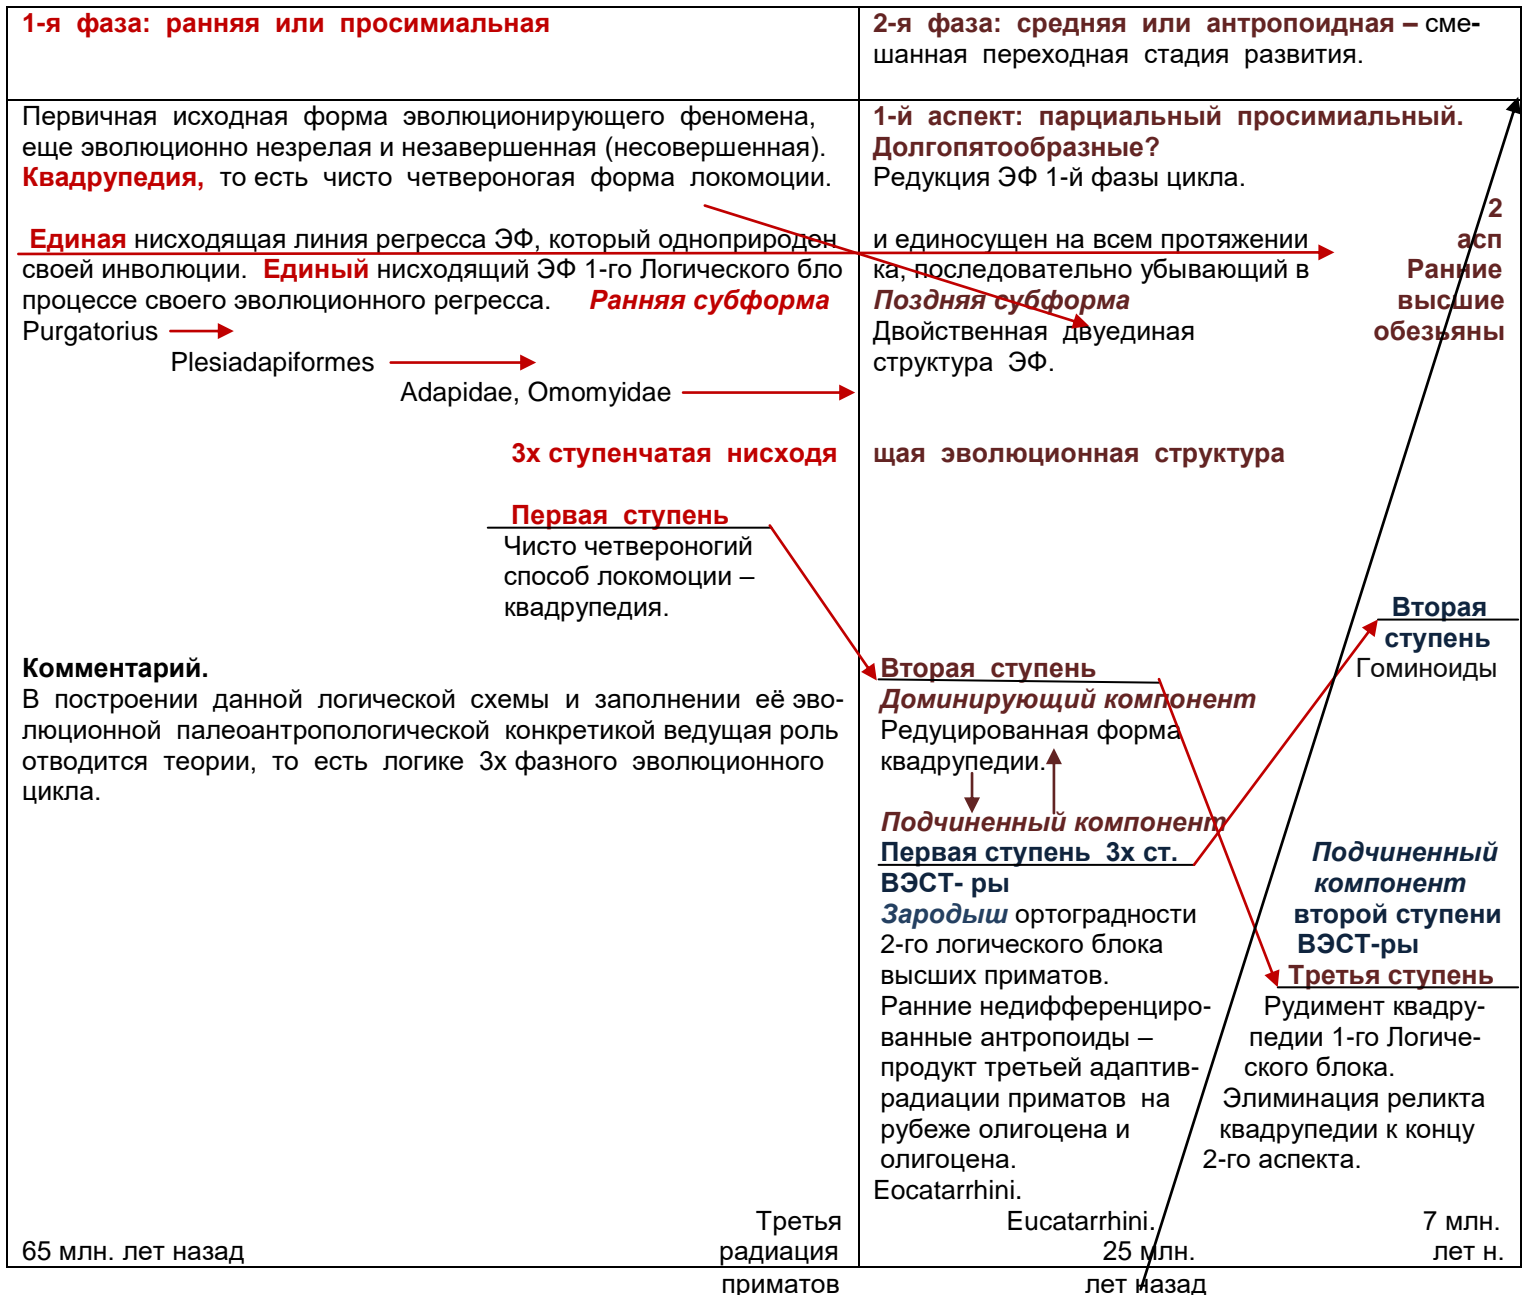 1-я фаза: ранняя или просимиальная
2-я фаза: средняя или антропоидная – сме-
шанная переходная стадия развития.
Первичная исходная форма эволюционирующего феномена,
еще эволюционно незрелая и незавершенная (несовершенная).
Квадрупедия, то есть чисто четвероногая форма локомоции.
Единая нисходящая линия регресса ЭФ, который одноприроден
своей инволюции. Единый нисходящий ЭФ 1-го Логического бло
процессе своего эволюционного регресса. Ранняя субформа
Purgatorius
Plesiadapiformes
Adapidae, Omomyidae
3х ступенчатая нисходя
Первая ступень
Чисто четвероногий
способ локомоции –
квадрупедия.
Комментарий.
В построении данной логической схемы и заполнении её эво-
люционной палеоантропологической конкретикой ведущая роль
отводится теории, то есть логике 3х фазного эволюционного
цикла.
Третья
65 млн. лет назад радиация
приматов
1-й аспект: парциальный просимиальный.
Долгопятообразные?
Редукция ЭФ 1-й фазы цикла.
и единосущен на всем протяжении
ка, последовательно убывающий в
Поздняя субформа
Двойственная двуединая
структура ЭФ.
щая эволюционная структура
Вторая ступень
Доминирующий компонент
Редуцированная форма
квадрупедии.
Подчиненный компонент
Первая ступень 3х ст.
ВЭСТ- ры
Зародыш ортоградности
2-го логического блока
высших приматов.
Ранние недифференциро-
ванные антропоиды –
продукт третьей адаптив-
радиации приматов на
рубеже олигоцена и
олигоцена.
Eocatarrhini.
Eucatarrhini.
25 млн.
лет назад
2
асп
Ранние
высшие
обезьяны
Вторая
ступень
Гоминоиды
Подчиненный
компонент
второй ступени
ВЭСТ-ры
Третья ступень
Рудимент квадру-
педии 1-го Логиче-
ского блока.
Элиминация реликта
квадрупедии к концу
2-го аспекта.
7 млн.
лет н.